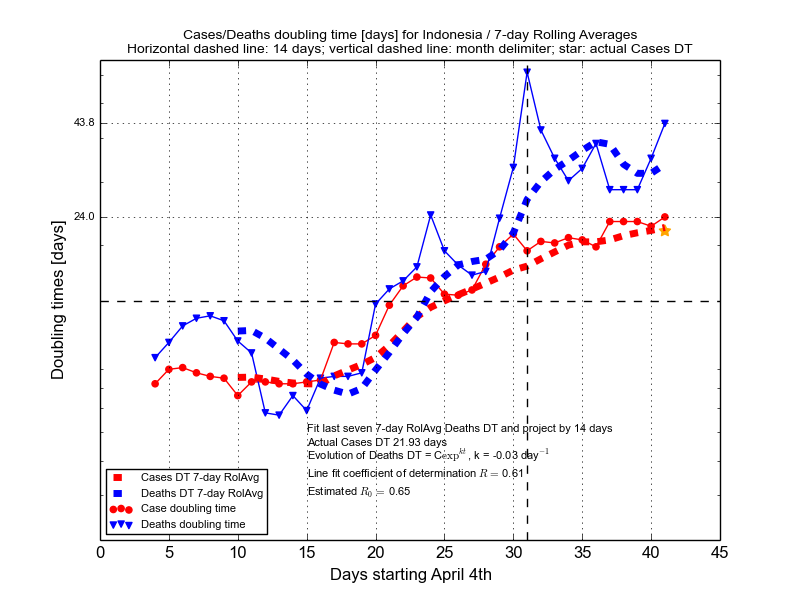 Cases/Deaths doubling time [days] for Indonesia / 7-day Rolling Averages
Horizontal dashed line: 14 days; vertical dashed line: month delimiter; star: actual Cases DT
43.8
24.0
Doubling times [days]
Fit last seven 7-day RolAvg Deaths DT and project by 14 days
Actual Cases DT 21.93 days
Evolution of Deaths DT = Cexp^{kt}, k = -0.03 day^{-1}
Line fit coefficient of determination R = 0.61
Estimated R_0 = 0.65
Cases DT 7-day RolAvg
Deaths DT 7-day RolAvg
Case doubling time
Deaths doubling time
0 5 10 15 20 25 30 35 40 45
Days starting April 4th